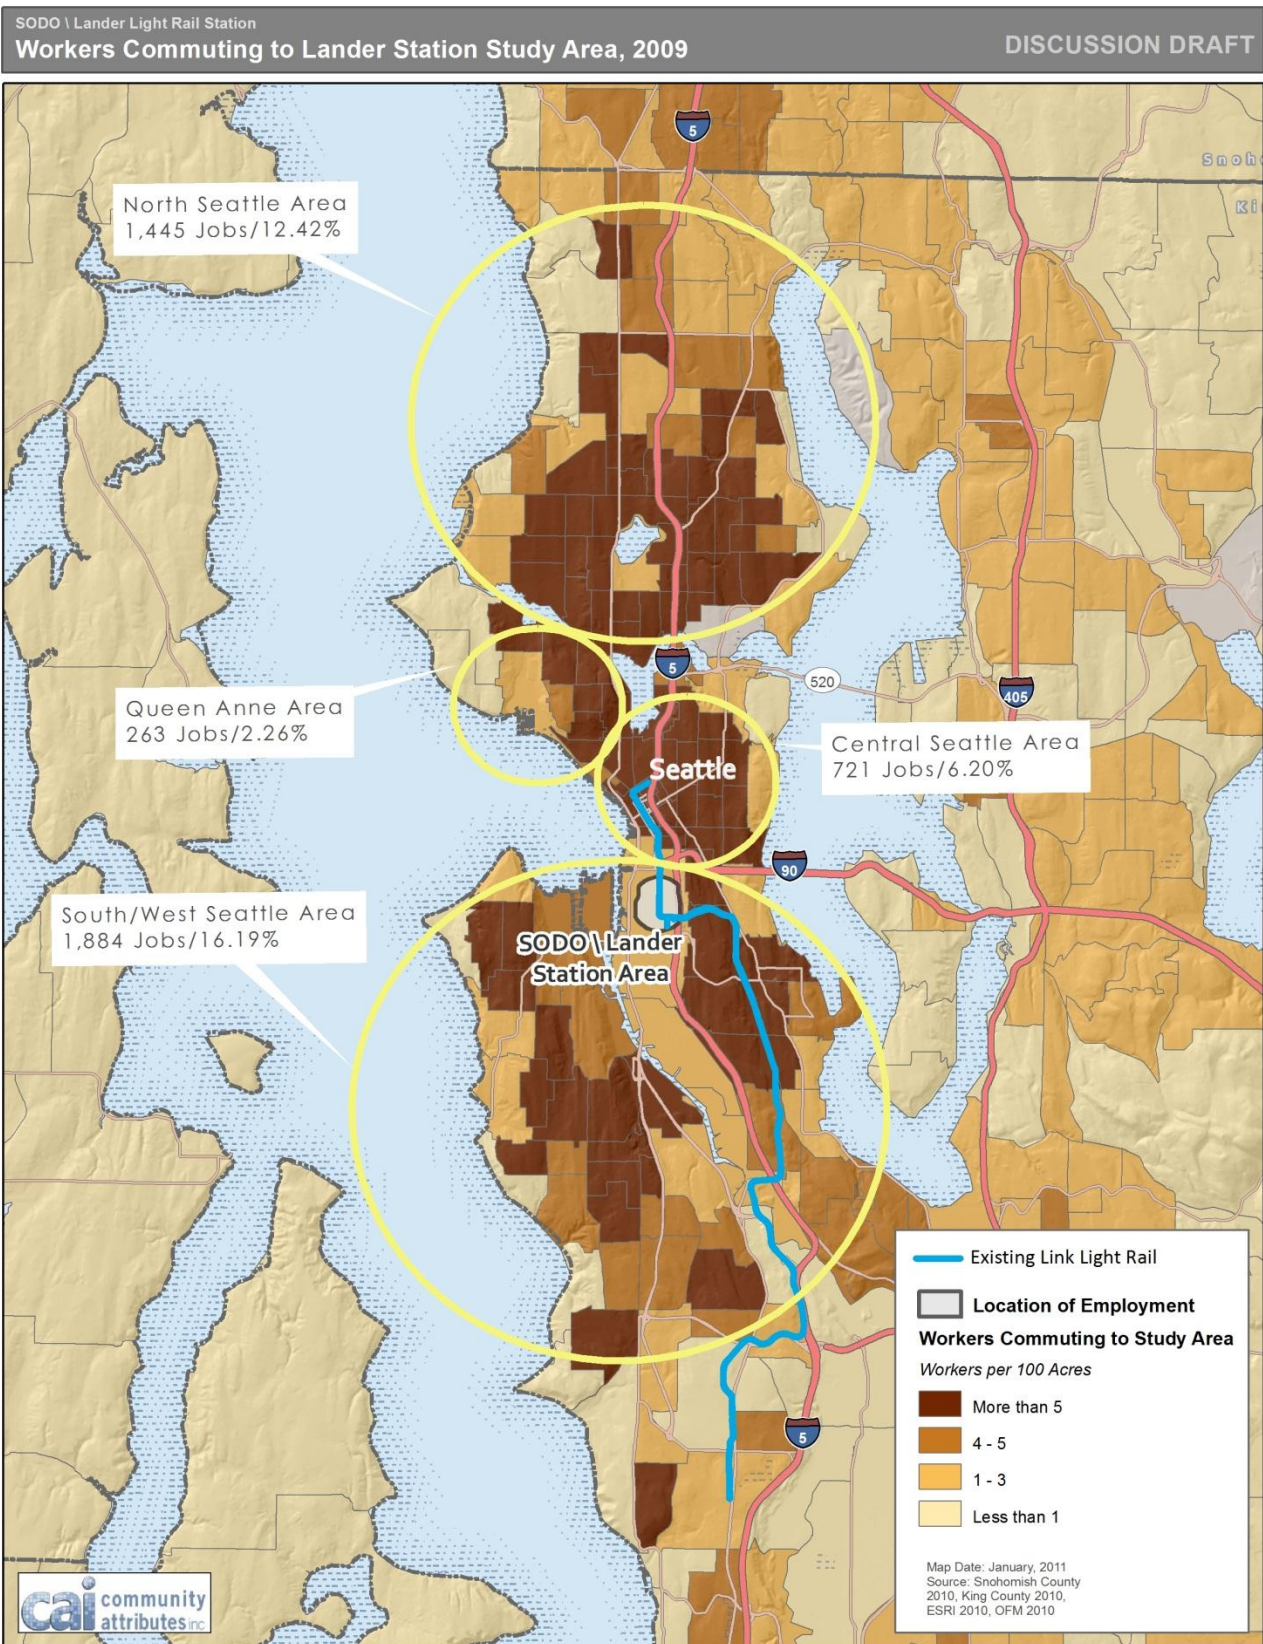 SODO \ Lander Light Rail Station
Workers Commuting to Lander Station Study Area, 2009
DISCUSSION DRAFT
5
North Seattle Area
1,445 Jobs/12.42%
5
520
405
Queen Anne Area
263 Jobs/2.26%
Central Seattle Area
721 Jobs/6.20%
Seattle
90
South/West Seattle Area
1,884 Jobs/16.19%
SODO \ Lander
Station Area
Existing Link Light Rail
Location of Employment
Workers Commuting to Study Area
Workers per 100 Acres
More than 5
4 - 5
1 - 3
Less than 1
5
Map Date: January, 2011
Source: Snohomish County
2010, King County 2010,
ESRI 2010, OFM 2010
cai community
attributes inc